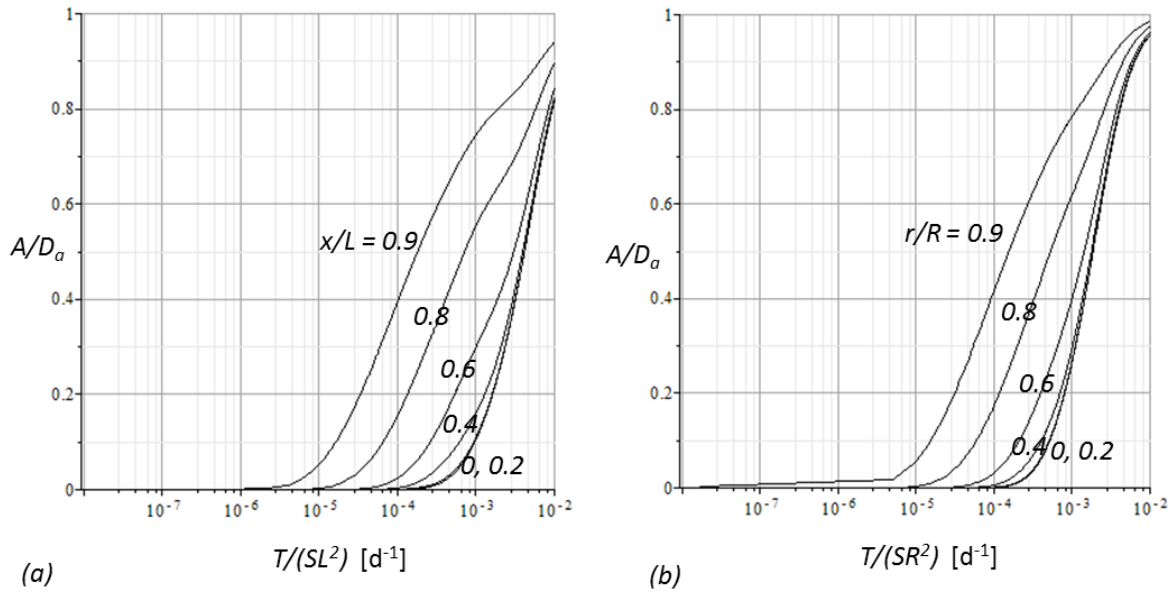 1
0.8
0.6
0.4
0.2
0
A/Dₐ
x/L = 0.9
0.8
0.6
0.4
0, 0.2
10⁻⁷ 10⁻⁶ 10⁻⁵ 10⁻⁴ 10⁻³ 10⁻²
T/(SL²) [d⁻¹]
(a)
1
0.8
0.6
0.4
0.2
0
A/Dₐ
r/R = 0.9
0.8
0.6
0.4
0, 0.2
10⁻⁷ 10⁻⁶ 10⁻⁵ 10⁻⁴ 10⁻³ 10⁻²
T/(SR²) [d⁻¹]
(b)